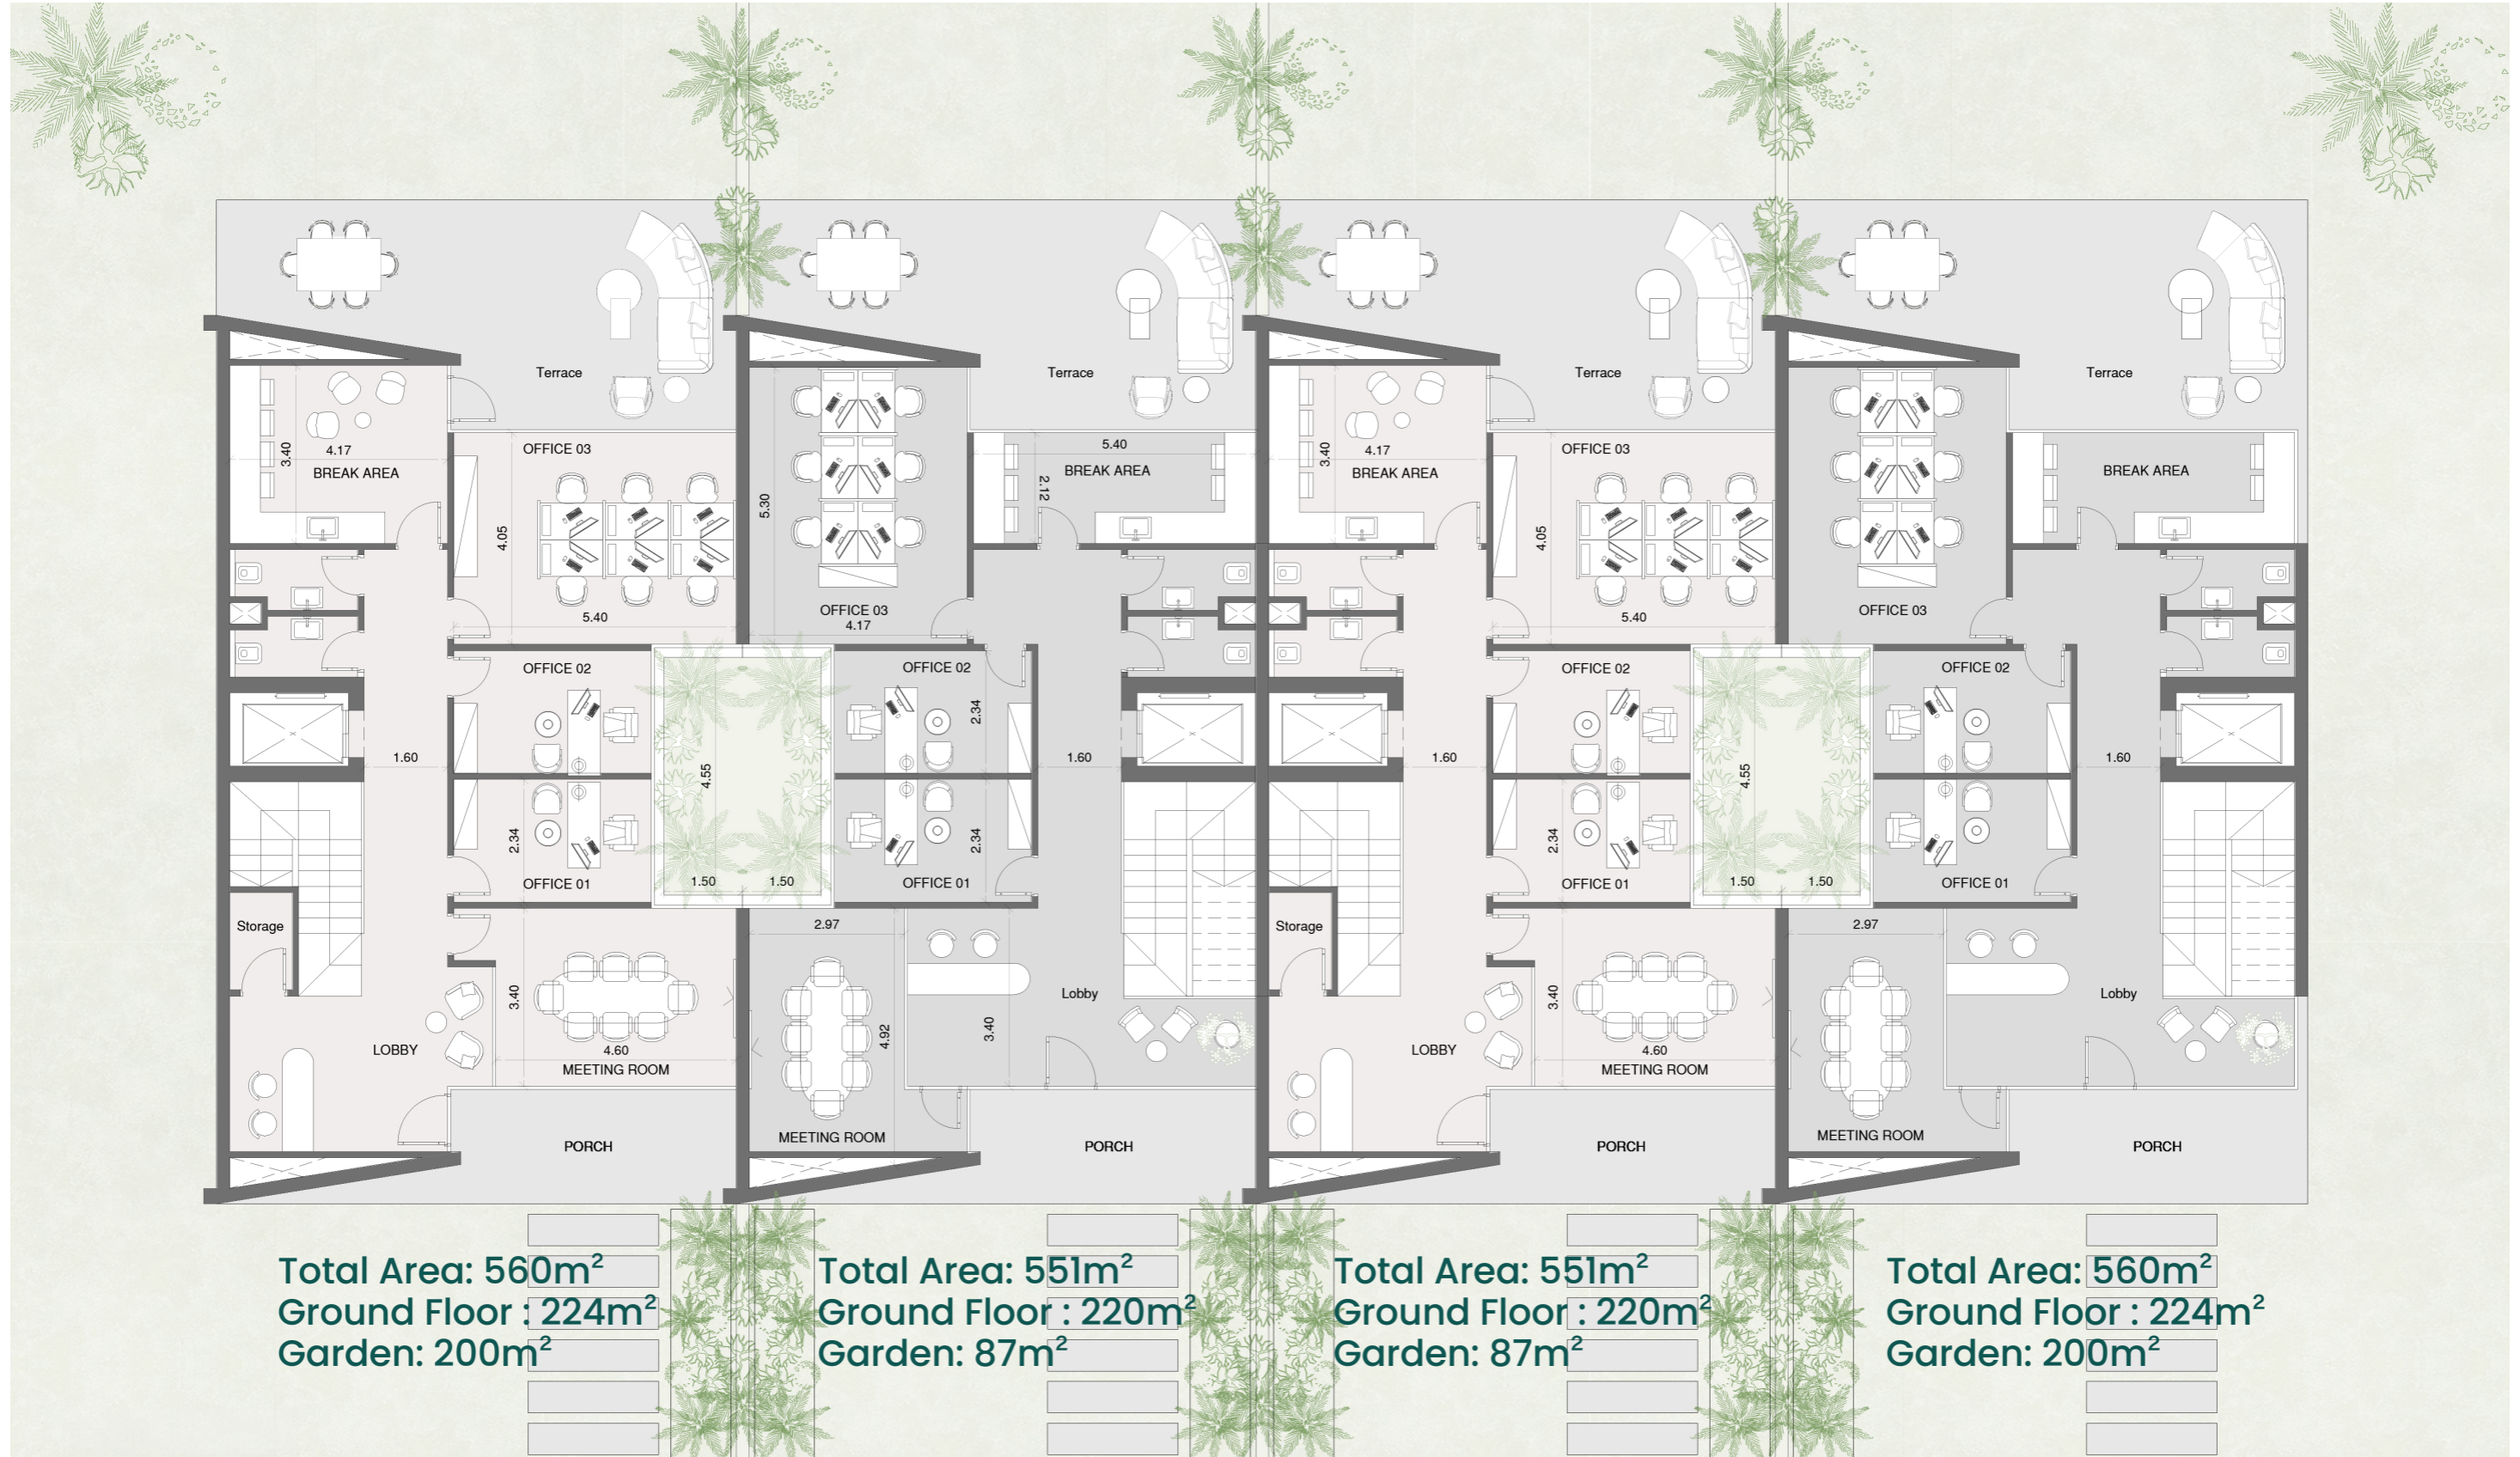 Terrace
Terrace
Terrace
Terrace
3.40
4.17
BREAK AREA
OFFICE 03
4.05
5.40
5.30
OFFICE 03
4.17
5.40
BREAK AREA
2.12
3.40
4.17
BREAK AREA
OFFICE 03
4.05
5.40
OFFICE 03
BREAK AREA
OFFICE 02
OFFICE 02
2.34
OFFICE 02
OFFICE 02
1.60
4.55
1.60
1.60
4.55
1.60
2.34
OFFICE 01
1.50
1.50
2.34
OFFICE 01
2.34
OFFICE 01
1.50
1.50
OFFICE 01
Storage
3.40
4.60
MEETING ROOM
LOBBY
2.97
4.92
MEETING ROOM
3.40
Lobby
Storage
3.40
4.60
MEETING ROOM
LOBBY
2.97
MEETING ROOM
Lobby
PORCH
PORCH
PORCH
PORCH
Total Area: 560m²
Ground Floor : 224m²
Garden: 200m²
Total Area: 551m²
Ground Floor : 220m²
Garden: 87m²
Total Area: 551m²
Ground Floor : 220m²
Garden: 87m²
Total Area: 560m²
Ground Floor : 224m²
Garden: 200m²